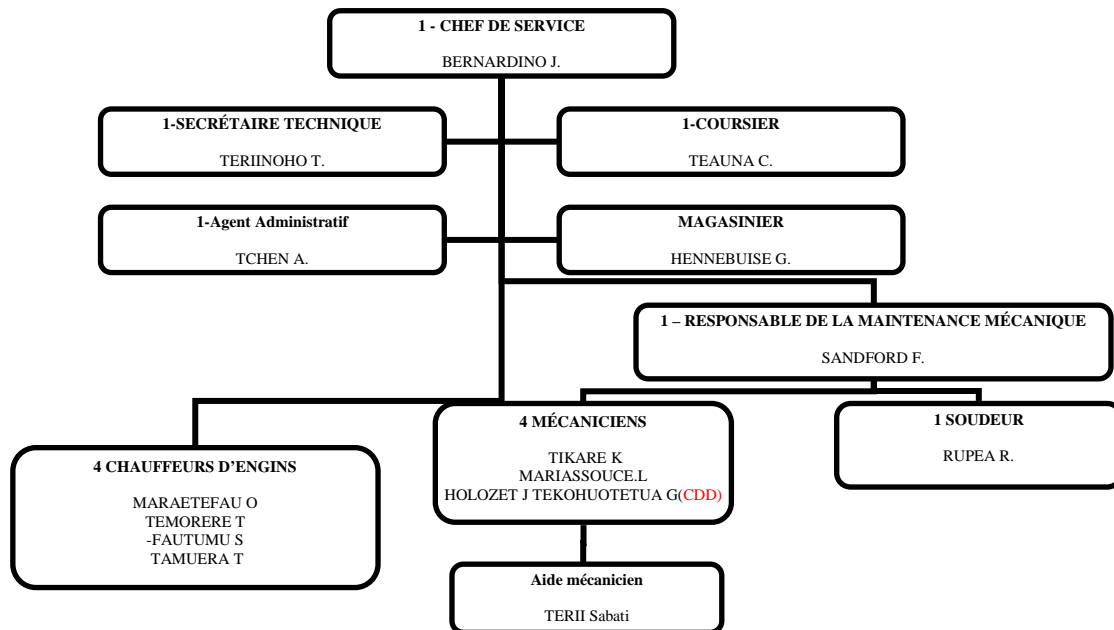 1 - CHEF DE SERVICE
BERNARDINO J.
1-SECRÉTAIRE TECHNIQUE
TERIINOHO T.
1-COURSIER
TEAUNA C.
1-Agent Administratif
TCHEN A.
MAGASINIER
HENNEBUISE G.
1 – RESPONSABLE DE LA MAINTENANCE MÉCANIQUE
SANDFORD F.
4 CHAUFFEURS D’ENGINS
MARAETEFAU O
TEMORERE T
-FAUTUMU S
TAMUERA T
4 MÉCANICIENS
TIKARE K
MARIASSOUCE.L
HOLOZET J TEKOHUOTETUA G(CDD)
1 SOUDEUR
RUPEA R.
Aide mécanicien
TERII Sabati